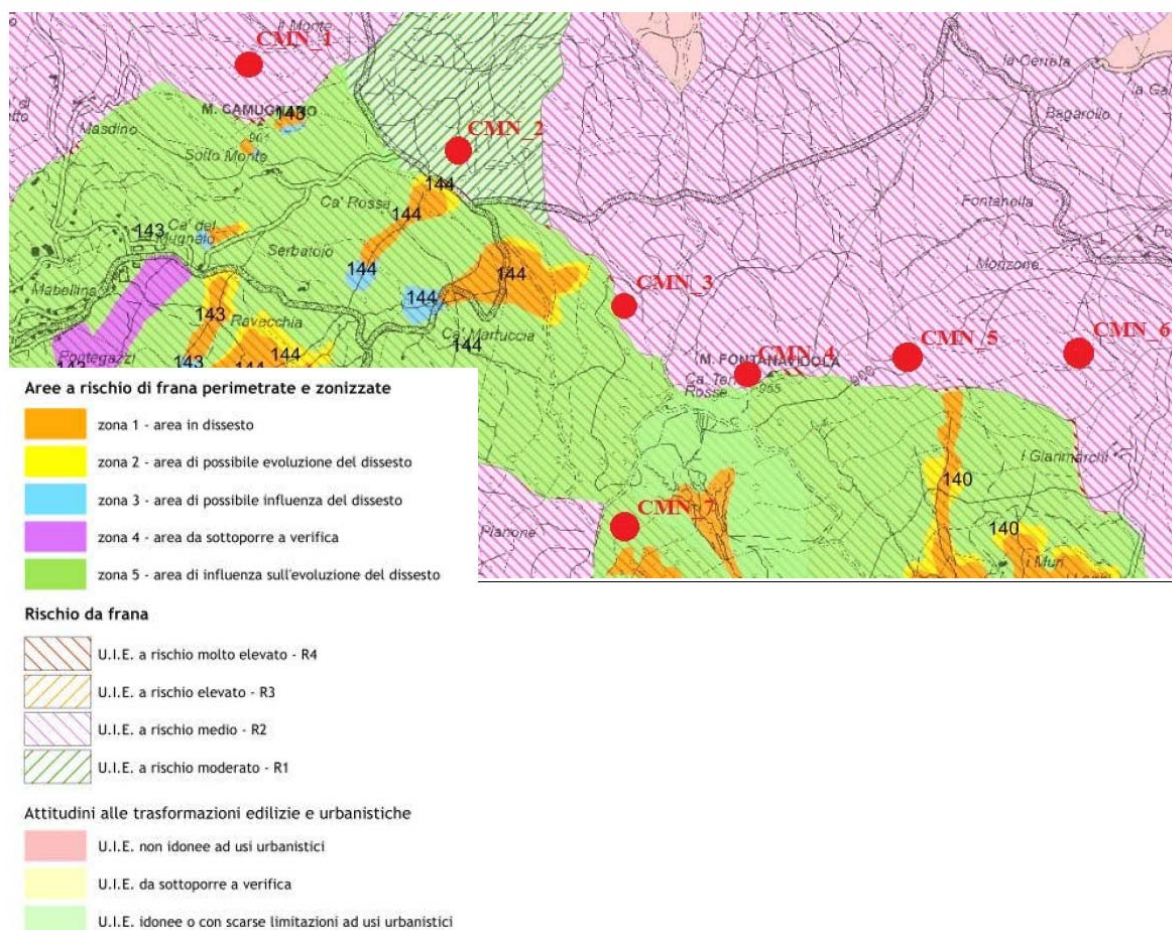 il Monte
CMN_1
la Cerreta
M. CAMUGNANO
143
Bagarollo
Masdino
CMN_2
Sotto Monte
144
Ca' Rossa
144
Fontanella
143
Ca' del
Mugnaio
Serbatoio
144
144
Monzone
Mabellina
144
CMN_3
143
Ravecchia
Ca' Martuccia
144
CMN_5
CMN_6
Pontegazzi
143
144
M. FONTANACIDOLA
CMN_4
900
955
Rosse
i Gianmarchi
140
CMN_7
Pianone
140
i Muri
Aree a rischio di frana perimetrate e zonizzate
zona 1 - area in dissesto
zona 2 - area di possibile evoluzione del dissesto
zona 3 - area di possibile influenza del dissesto
zona 4 - area da sottoporre a verifica
zona 5 - area di influenza sull'evoluzione del dissesto
Rischio da frana
U.I.E. a rischio molto elevato - R4
U.I.E. a rischio elevato - R3
U.I.E. a rischio medio - R2
U.I.E. a rischio moderato - R1
Attitudini alle trasformazioni edilizie e urbanistiche
U.I.E. non idonee ad usi urbanistici
U.I.E. da sottoporre a verifica
U.I.E. idonee o con scarse limitazioni ad usi urbanistici